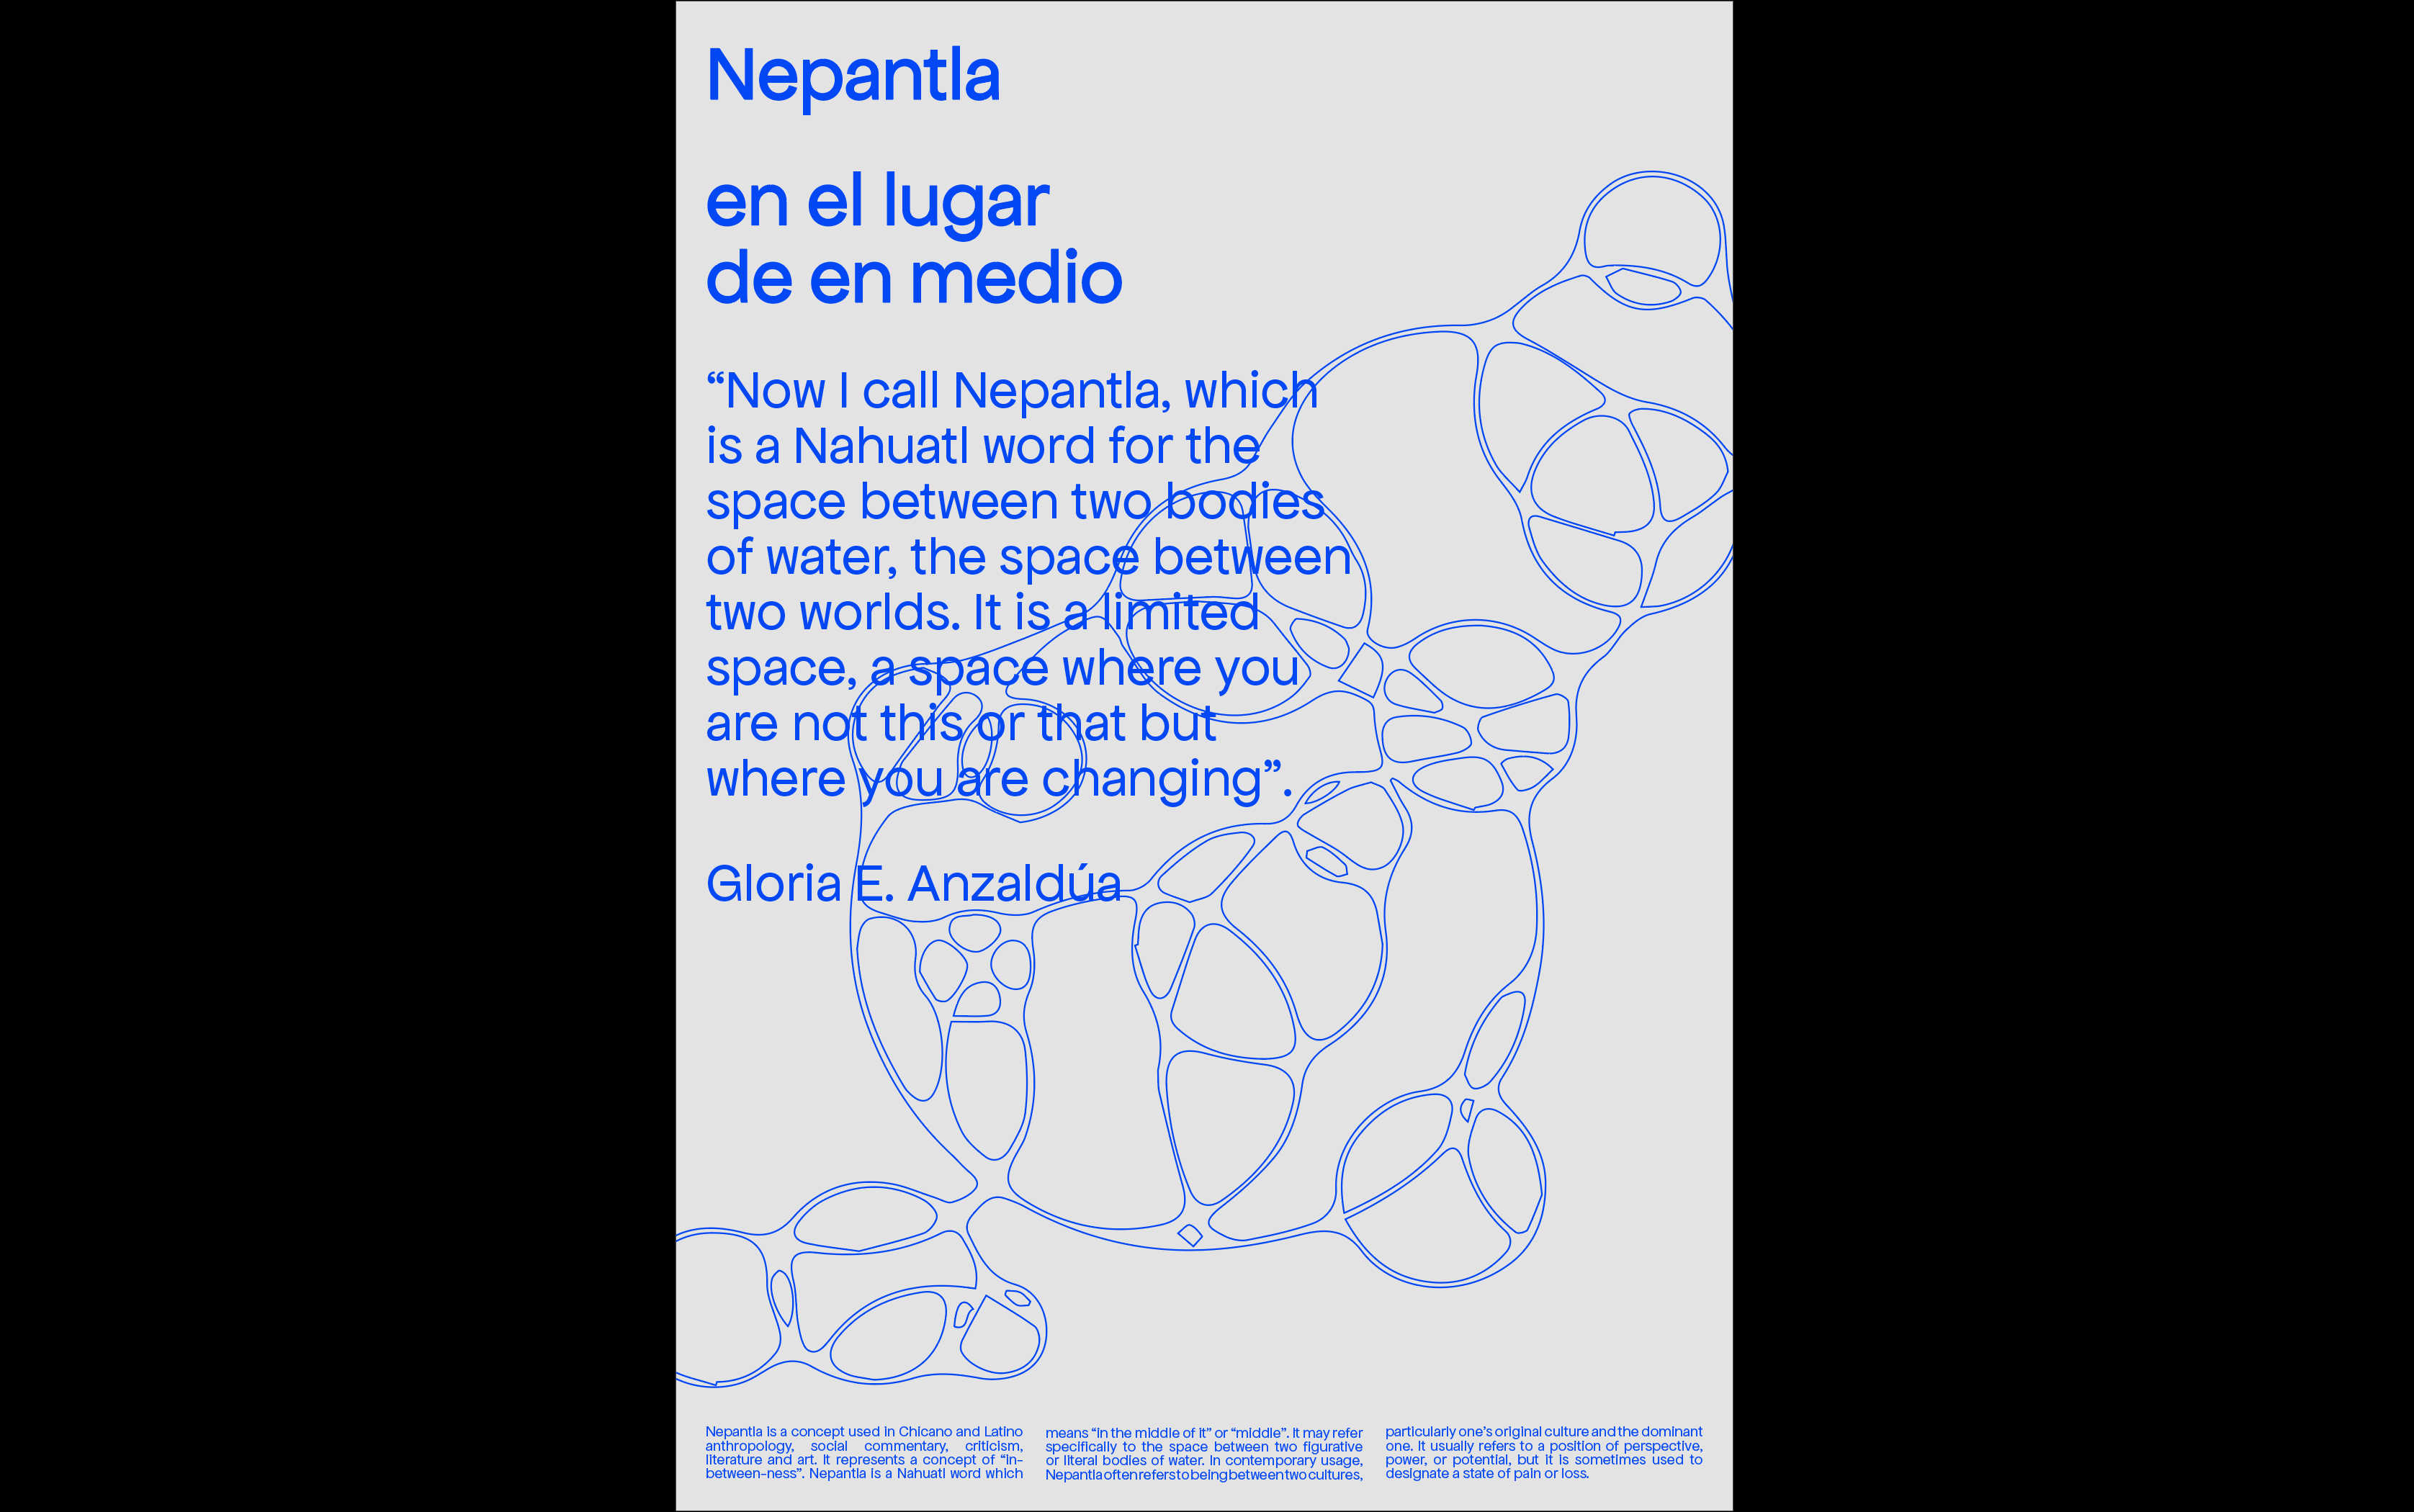 Nepantla
en el lugar
de en medio
“Now I call Nepantla, which
is a Nahuatl word for the
space between two bodies
of water, the space between
two worlds. It is a limited
space, a space where you
are not this or that but
where you are changing”.
Gloria E. Anzaldúa
Nepantla is a concept used in Chicano and Latino
anthropology, social commentary, criticism,
literature and art. It represents a concept of “in-
between-ness”. Nepantla is a Nahuatl word which
means “in the middle of it” or “middle”. It may refer
specifically to the space between two figurative
or literal bodies of water. In contemporary usage,
Nepantla often refers to being between two cultures,
particularly one’s original culture and the dominant
one. It usually refers to a position of perspective,
power, or potential, but it is sometimes used to
designate a state of pain or loss.